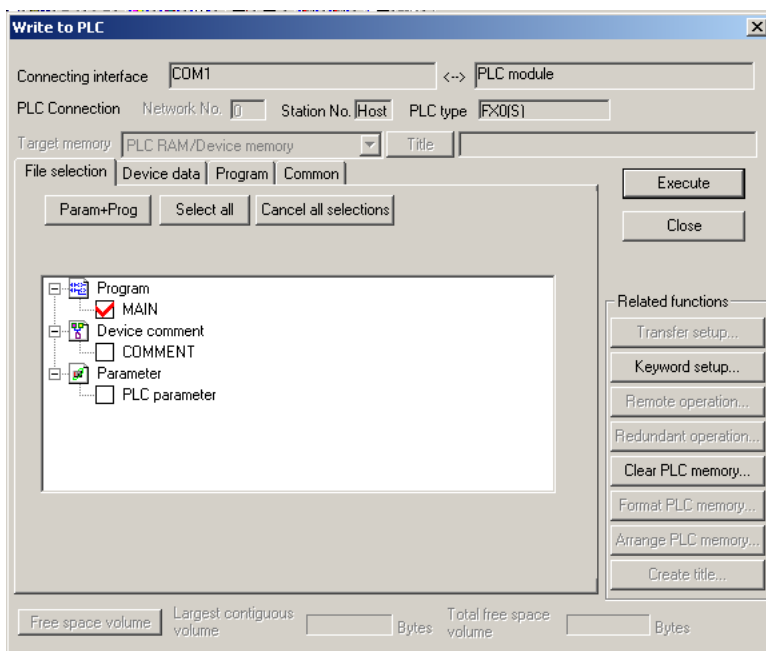 Write to PLC
Connecting interface COM1 <--> PLC module
PLC Connection Network No. 0 Station No. Host PLC type FX0(S)
Target memory PLC RAM/Device memory Title
File selection Device data Program Common
Execute
Param+Prog Select all Cancel all selections
Close
Program
MAIN
Device comment
COMMENT
Parameter
PLC parameter
Related functions
Transfer setup...
Keyword setup...
Remote operation...
Redundant operation...
Clear PLC memory...
Format PLC memory...
Arrange PLC memory...
Create title...
Free space volume Largest contiguous volume Bytes Total free space volume Bytes